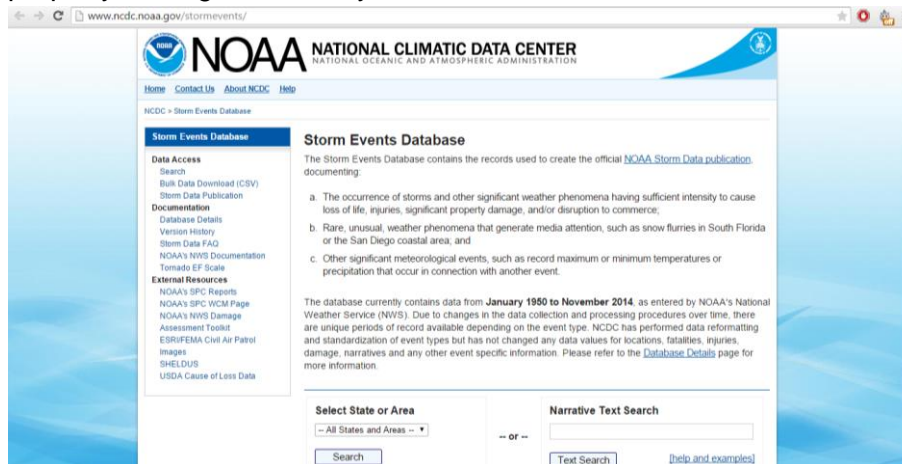 www.ncdc.noaa.gov/stormevents/
NOAA
NOAA NATIONAL CLIMATIC DATA CENTER
NATIONAL OCEANIC AND ATMOSPHERIC ADMINISTRATION
Home Contact Us About NCDC Help
NCDC > Storm Events Database
Storm Events Database
Data Access
Search
Bulk Data Download (CSV)
Storm Data Publication
Documentation
Database Details
Version History
Storm Data FAQ
NOAA's NWS Documentation
Tornado EF Scale
External Resources
NOAA's SPC Reports
NOAA's SPC WCM Page
NOAA's NWS Damage
Assessment Toolkit
ESRI/FEMA Civil Air Patrol
Images
SHELDUS
USDA Cause of Loss Data
Storm Events Database
The Storm Events Database contains the records used to create the official NOAA Storm Data publication,
documenting:
a. The occurrence of storms and other significant weather phenomena having sufficient intensity to cause
loss of life, injuries, significant property damage, and/or disruption to commerce;
b. Rare, unusual, weather phenomena that generate media attention, such as snow flurries in South Florida
or the San Diego coastal area; and
c. Other significant meteorological events, such as record maximum or minimum temperatures or
precipitation that occur in connection with another event.
The database currently contains data from January 1950 to November 2014, as entered by NOAA's National
Weather Service (NWS). Due to changes in the data collection and processing procedures over time, there
are unique periods of record available depending on the event type. NCDC has performed data reformatting
and standardization of event types but has not changed any data values for locations, fatalities, injuries,
damage, narratives and any other event specific information. Please refer to the Database Details page for
more information.
Select State or Area
-- All States and Areas --
Search
-- or --
Narrative Text Search
Text Search [help and examples]